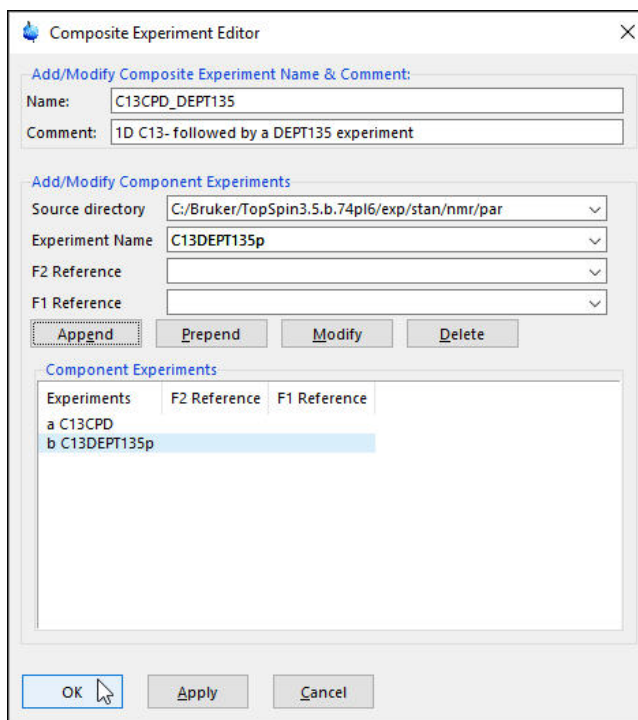 Composite Experiment Editor
Add/Modify Composite Experiment Name & Comment:
Name: C13CPD_DEPT135
Comment: 1D C13- followed by a DEPT135 experiment
Add/Modify Component Experiments
Source directory C:/Bruker/TopSpin3.5.b.74pl6/exp/stan/nmr/par
Experiment Name C13DEPT135p
F2 Reference
F1 Reference
Append Prepend Modify Delete
Component Experiments
Experiments F2 Reference F1 Reference
a C13CPD
b C13DEPT135p
OK Apply Cancel